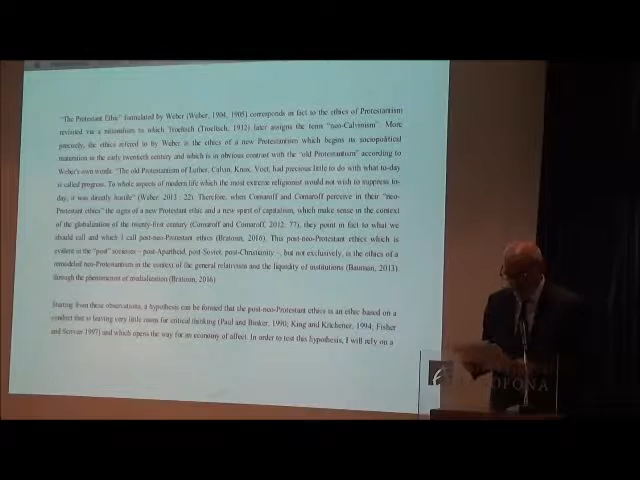 "The Protestant Ethic" formulated by Weber (Weber, 1904, 1905) corresponds in fact to the ethics of Protestantism
revisited via a rationalism to which Troeltsch (Troeltsch, 1912) later assigns the term "neo-Calvinism". More
precisely, the ethics referred to by Weber is the ethics of a new Protestantism which begins its sociopolitical
maturation in the early twentieth century and which is in obvious contrast with the "old Protestantism" according to
Weber's own words: "The old Protestantism of Luther, Calvin, Knox, Voet, had precious little to do with what to-day
is called progress. To whole aspects of modern life which the most extreme religionist would not wish to suppress to-
day, it was directly hostile" (Weber 2013 : 22). Therefore, when Comaroff and Comaroff perceive in their "neo-
Protestant ethics" the signs of a new Protestant ethic and a new spirit of capitalism, which make sense in the context
of the globalization of the twenty-first century (Comaroff and Comaroff, 2012: 77), they point in fact to what we
should call and which I call post-neo-Protestant ethics (Bratosin, 2016). This post-neo-Protestant ethics which is
evident in the "post" societies – post-Apartheid, post-Soviet, post-Christianity –, but not exclusively, is the ethics of a
remodeled neo-Protestantism in the context of the general relativism and the liquidity of institutions (Bauman, 2013)
through the phenomenon of medialization (Bratosin, 2016).
Starting from these observations, a hypothesis can be formed that the post-neo-Protestant ethics is an ethic based on a
conduct that is leaving very little room for critical thinking (Paul and Binker, 1990; King and Kitchener, 1994; Fisher
and Scriven 1997) and which opens the way for an economy of affect. In order to test this hypothesis, I will rely on a
OFONA